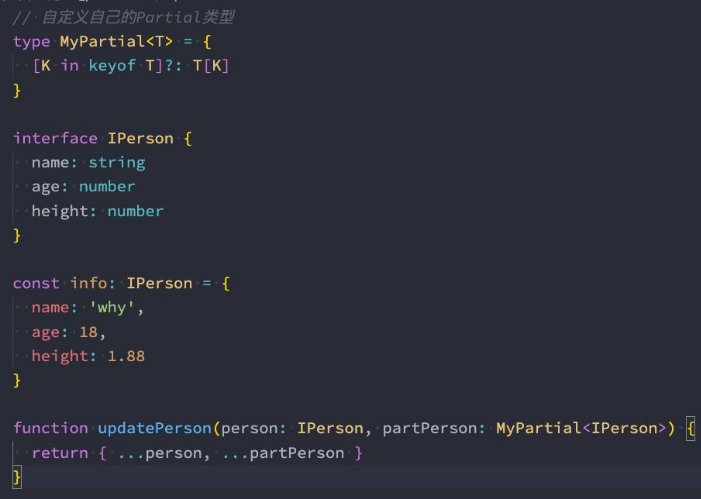 // 自定义自己的Partial类型
type MyPartial<T> = {
  [K in keyof T]?: T[K]
}
interface IPerson {
  name: string
  age: number
  height: number
}
const info: IPerson = {
  name: 'why',
  age: 18,
  height: 1.88
}
function updatePerson(person: IPerson, partPerson: MyPartial<IPerson>) {
  return { ...person, ...partPerson }
}